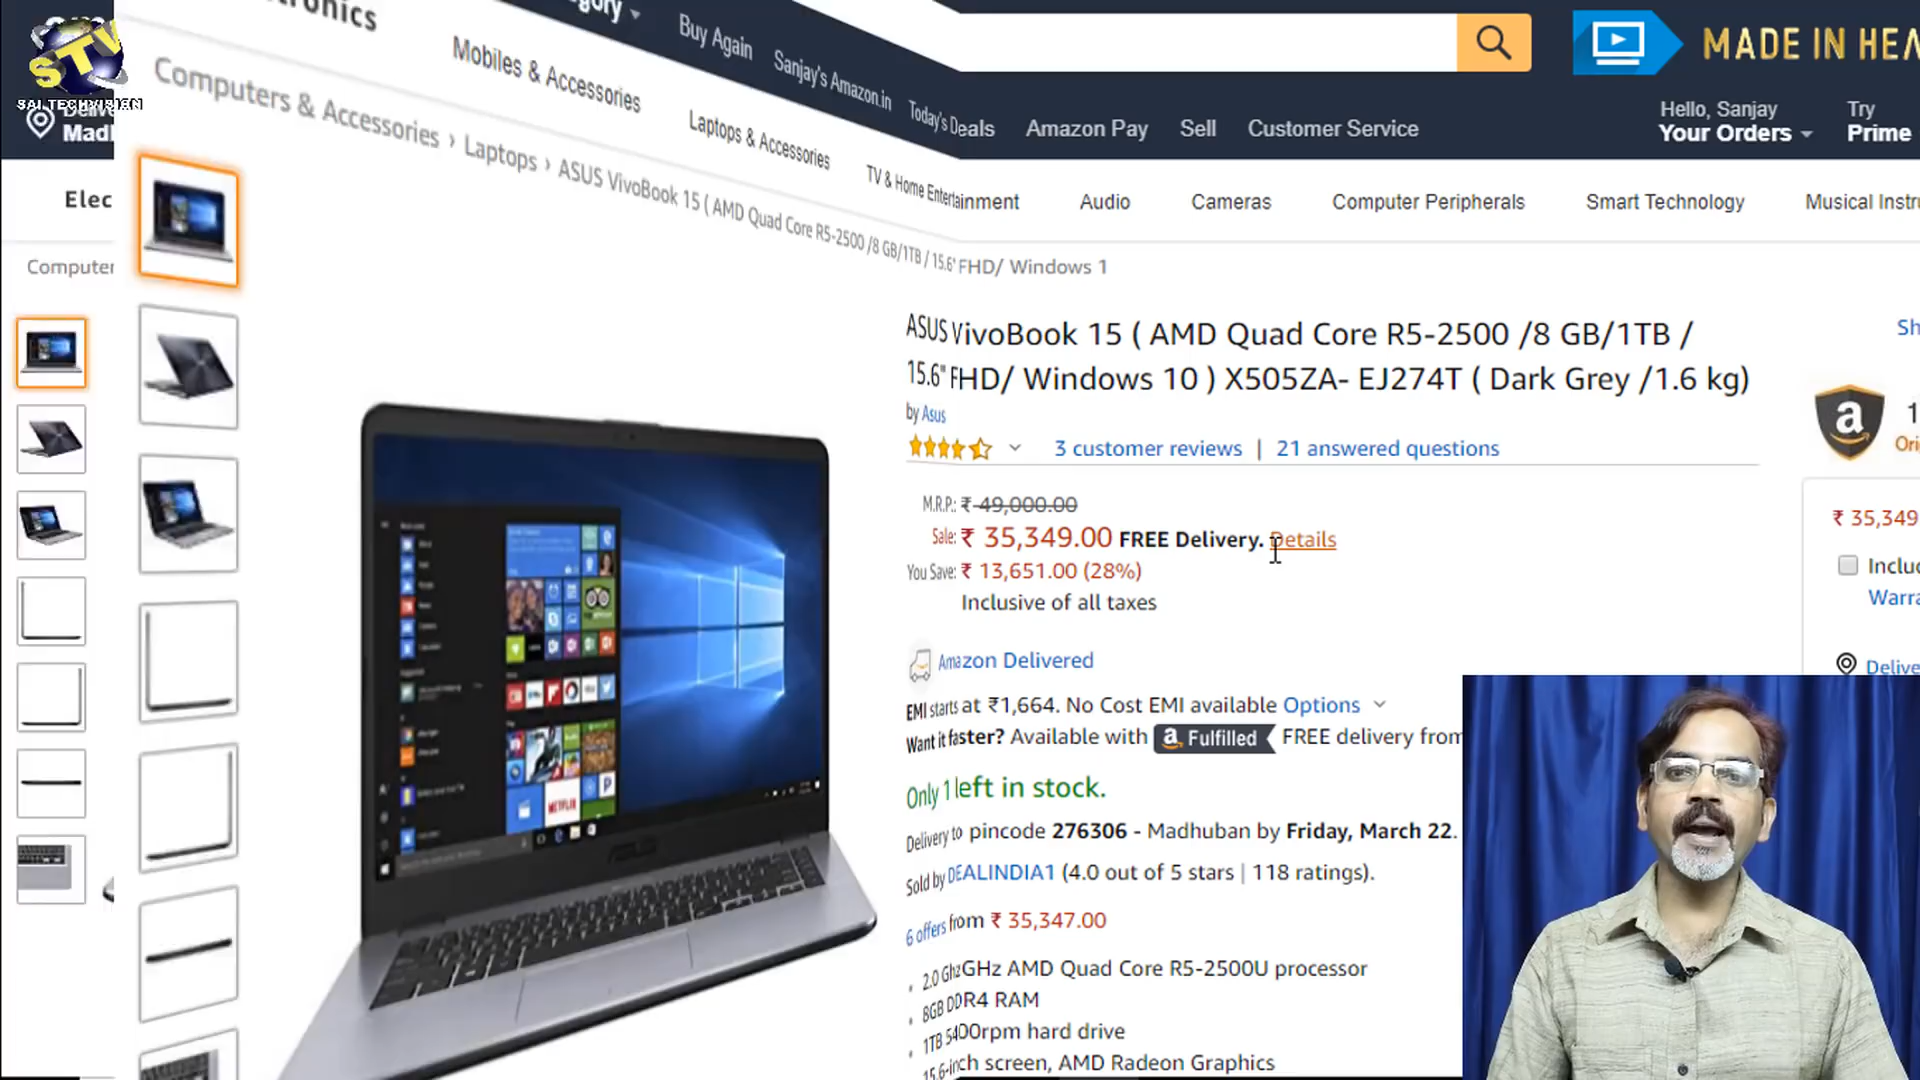 STV
SAI TECHVISION
MADE IN HEA
Buy Again
Sanjay's Amazon.in
Today's Deals
Amazon Pay
Sell
Customer Service
Hello, Sanjay
Your Orders
Try
Prime
Mobiles & Accessories
Laptops & Accessories
TV & Home Entertainment
Audio
Cameras
Computer Peripherals
Smart Technology
Musical Instru
Elec
Computer
Computers & Accessories › Laptops › ASUS VivoBook 15 ( AMD Quad Core R5-2500 /8 GB/1TB / 15.6" FHD/ Windows 1
ASUS VivoBook 15 ( AMD Quad Core R5-2500 /8 GB/1TB /
15.6" FHD/ Windows 10 ) X505ZA- EJ274T ( Dark Grey /1.6 kg)
by Asus
3 customer reviews | 21 answered questions
M.R.P.: ₹ 49,000.00
Sale: ₹ 35,349.00 FREE Delivery. Details
You Save: ₹ 13,651.00 (28%)
Inclusive of all taxes
Amazon Delivered
EMI starts at ₹1,664. No Cost EMI available Options
Want it faster? Available with a Fulfilled FREE delivery from
Only 1 left in stock.
Delivery to pincode 276306 - Madhuban by Friday, March 22.
Sold by DEALINDIA1 (4.0 out of 5 stars | 118 ratings).
6 offers from ₹ 35,347.00
2.0 GhzGHz AMD Quad Core R5-2500U processor
8GB DDR4 RAM
1TB 5400rpm hard drive
15.6-inch screen, AMD Radeon Graphics
Sh
a
₹ 35,349
Includ
Warra
Delive